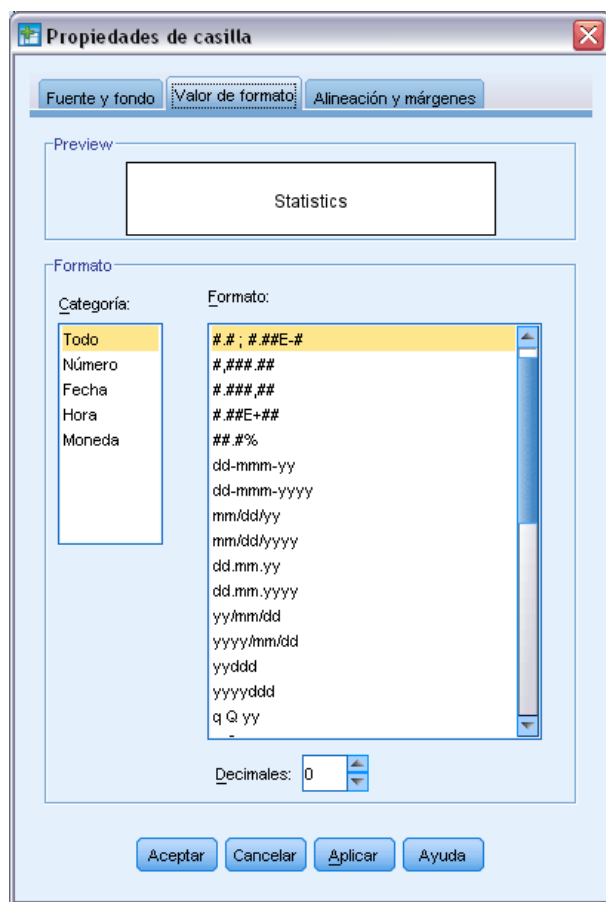 Propiedades de casilla
Fuente y fondo Valor de formato Alineación y márgenes
Preview
Statistics
Formato
Categoría:
Todo
Número
Fecha
Hora
Moneda
Formato:
#.# ; #.##E-#
#,###.##
#.###,##
#.##E+##
##.#%
dd-mmm-yy
dd-mmm-yyyy
mm/dd/yy
mm/dd/yyyy
dd.mm.yy
dd.mm.yyyy
yy/mm/dd
yyyy/mm/dd
yyddd
yyyyddd
q Q yy
Decimales: 0
Aceptar Cancelar Aplicar Ayuda